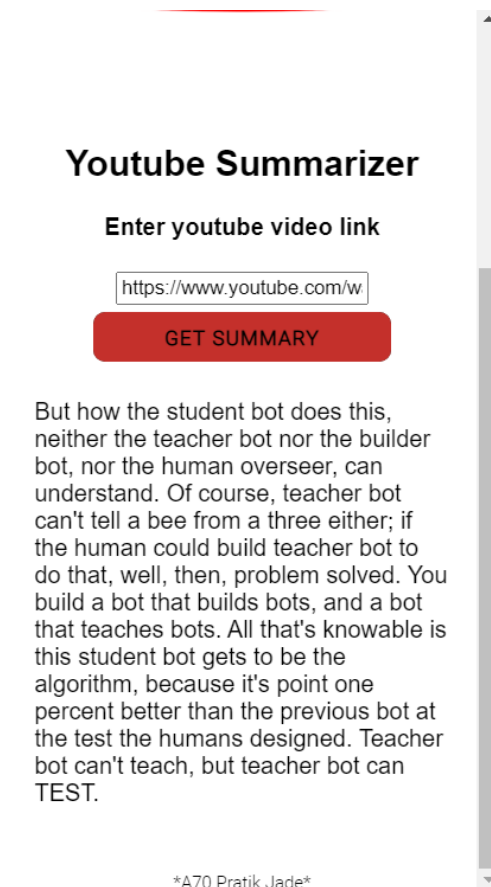 Youtube Summarizer
Enter youtube video link
https://www.youtube.com/w
GET SUMMARY
But how the student bot does this,
neither the teacher bot nor the builder
bot, nor the human overseer, can
understand. Of course, teacher bot
can't tell a bee from a three either; if
the human could build teacher bot to
do that, well, then, problem solved. You
build a bot that builds bots, and a bot
that teaches bots. All that's knowable is
this student bot gets to be the
algorithm, because it's point one
percent better than the previous bot at
the test the humans designed. Teacher
bot can't teach, but teacher bot can
TEST.
*A70 Pratik Jade*